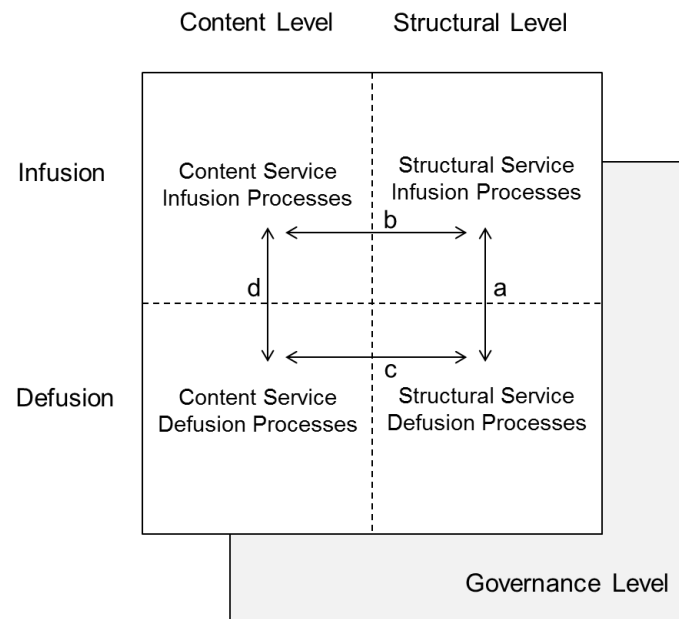 Content Level
Structural Level
Infusion
Content Service
Infusion Processes
Structural Service
Infusion Processes
b
d
a
c
Defusion
Content Service
Defusion Processes
Structural Service
Defusion Processes
Governance Level